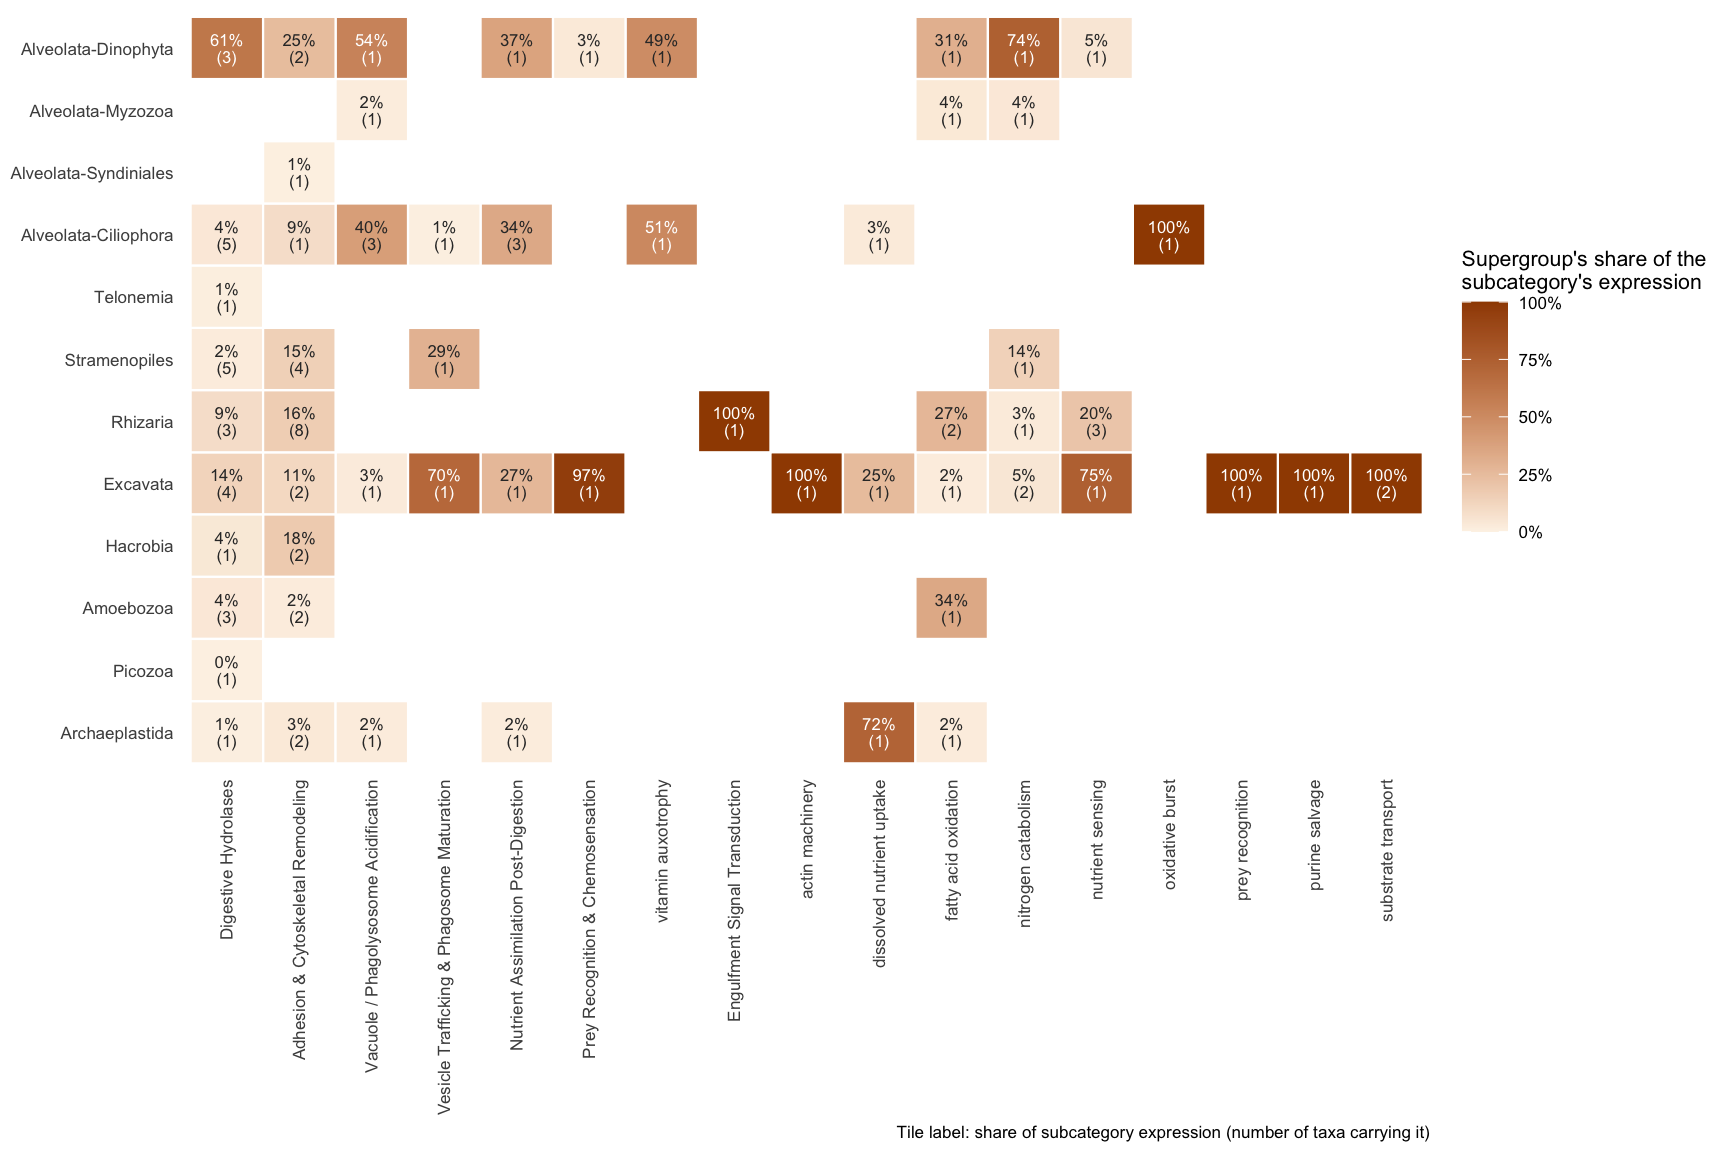 Alveolata-Dinophyta
61% 25% 54% 37% 3% 49% 31% 74% 5%
(3) (2) (1) (1) (1) (1) (1) (1) (1)
Alveolata-Myzozoa
2% 4% 4%
(1) (1) (1)
Alveolata-Syndiniales
1%
(1)
Alveolata-Ciliophora
4% 9% 40% 1% 34% 51% 3% 100%
(5) (1) (3) (1) (3) (1) (1) (1)
Telonemia
1%
(1)
Stramenopiles
2% 15% 29% 14%
(5) (4) (1) (1)
Rhizaria
9% 16% 100% 27% 3% 20%
(3) (8) (1) (2) (1) (3)
Excavata
14% 11% 3% 70% 27% 97% 100% 25% 2% 5% 75% 100% 100% 100%
(4) (2) (1) (1) (1) (1) (1) (1) (1) (2) (1) (1) (1) (2)
Hacrobia
4% 18%
(1) (2)
Amoebozoa
4% 2% 34%
(3) (2) (1)
Picozoa
0%
(1)
Archaeplastida
1% 3% 2% 2% 72% 2%
(1) (2) (1) (1) (1) (1)
Digestive Hydrolases
Adhesion & Cytoskeletal Remodeling
Vacuole / Phagolysosome Acidification
Vesicle Trafficking & Phagosome Maturation
Nutrient Assimilation Post-Digestion
Prey Recognition & Chemosensation
vitamin auxotrophy
Engulfment Signal Transduction
actin machinery
dissolved nutrient uptake
fatty acid oxidation
nitrogen catabolism
nutrient sensing
oxidative burst
prey recognition
purine salvage
substrate transport
Supergroup's share of the
subcategory's expression
100%
75%
50%
25%
0%
Tile label: share of subcategory expression (number of taxa carrying it)